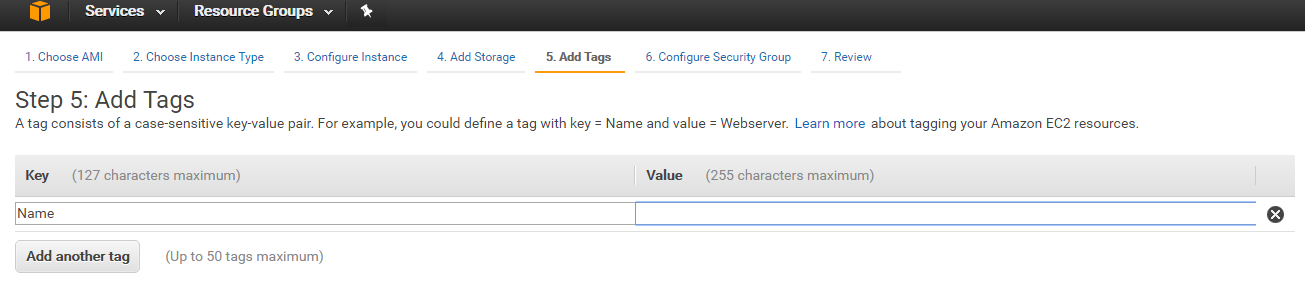 Services Resource Groups
1. Choose AMI 2. Choose Instance Type 3. Configure Instance 4. Add Storage 5. Add Tags 6. Configure Security Group 7. Review
Step 5: Add Tags
A tag consists of a case-sensitive key-value pair. For example, you could define a tag with key = Name and value = Webserver. Learn more about tagging your Amazon EC2 resources.
Key (127 characters maximum) Value (255 characters maximum)
Name
Add another tag (Up to 50 tags maximum)